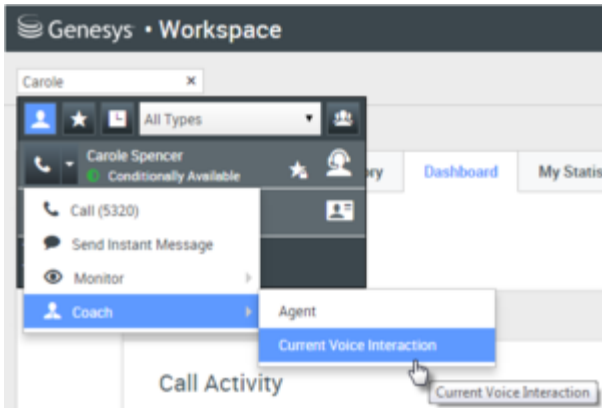 Genesys • Workspace
Carole ×
All Types
Carole Spencer
Conditionally Available
ry Dashboard My Statis
Call (5320)
Send Instant Message
Monitor
Coach Agent
Current Voice Interaction
Call Activity
Current Voice Interaction